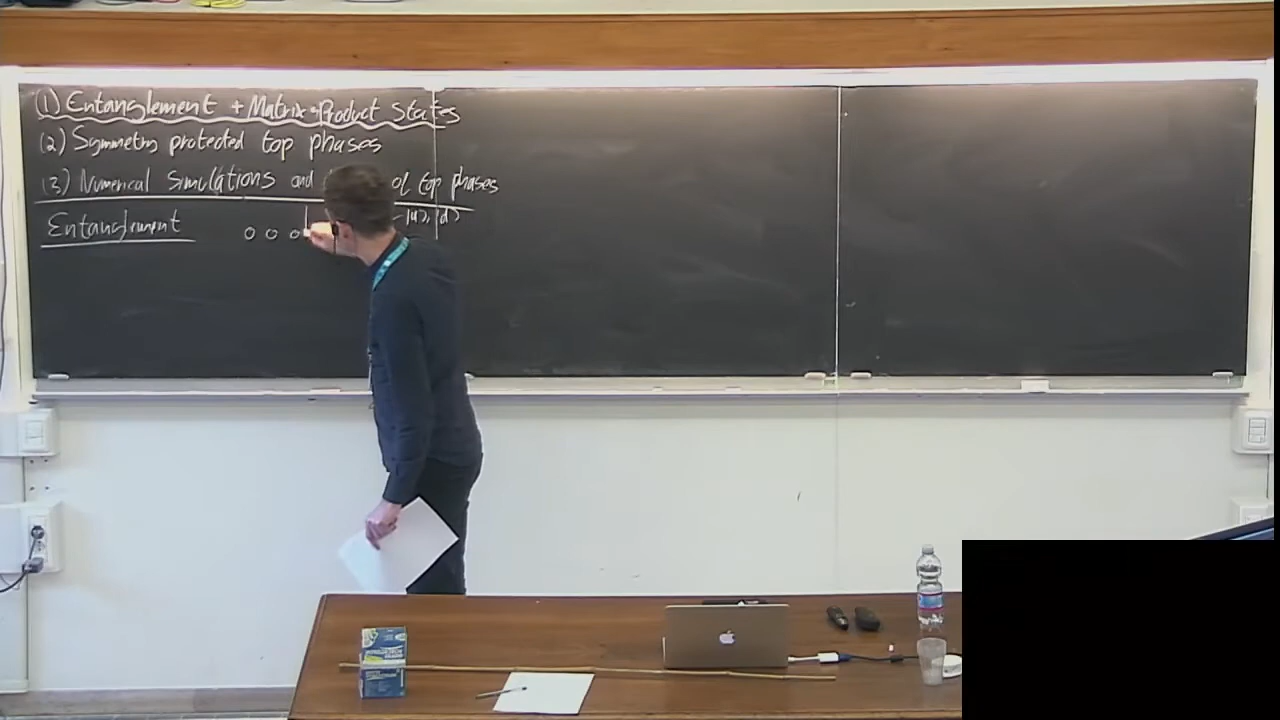 (1) Entanglement + Matrix-Product States
(2) Symmetry protected top phases
(3) Numerical simulations and of top phases
Entanglement